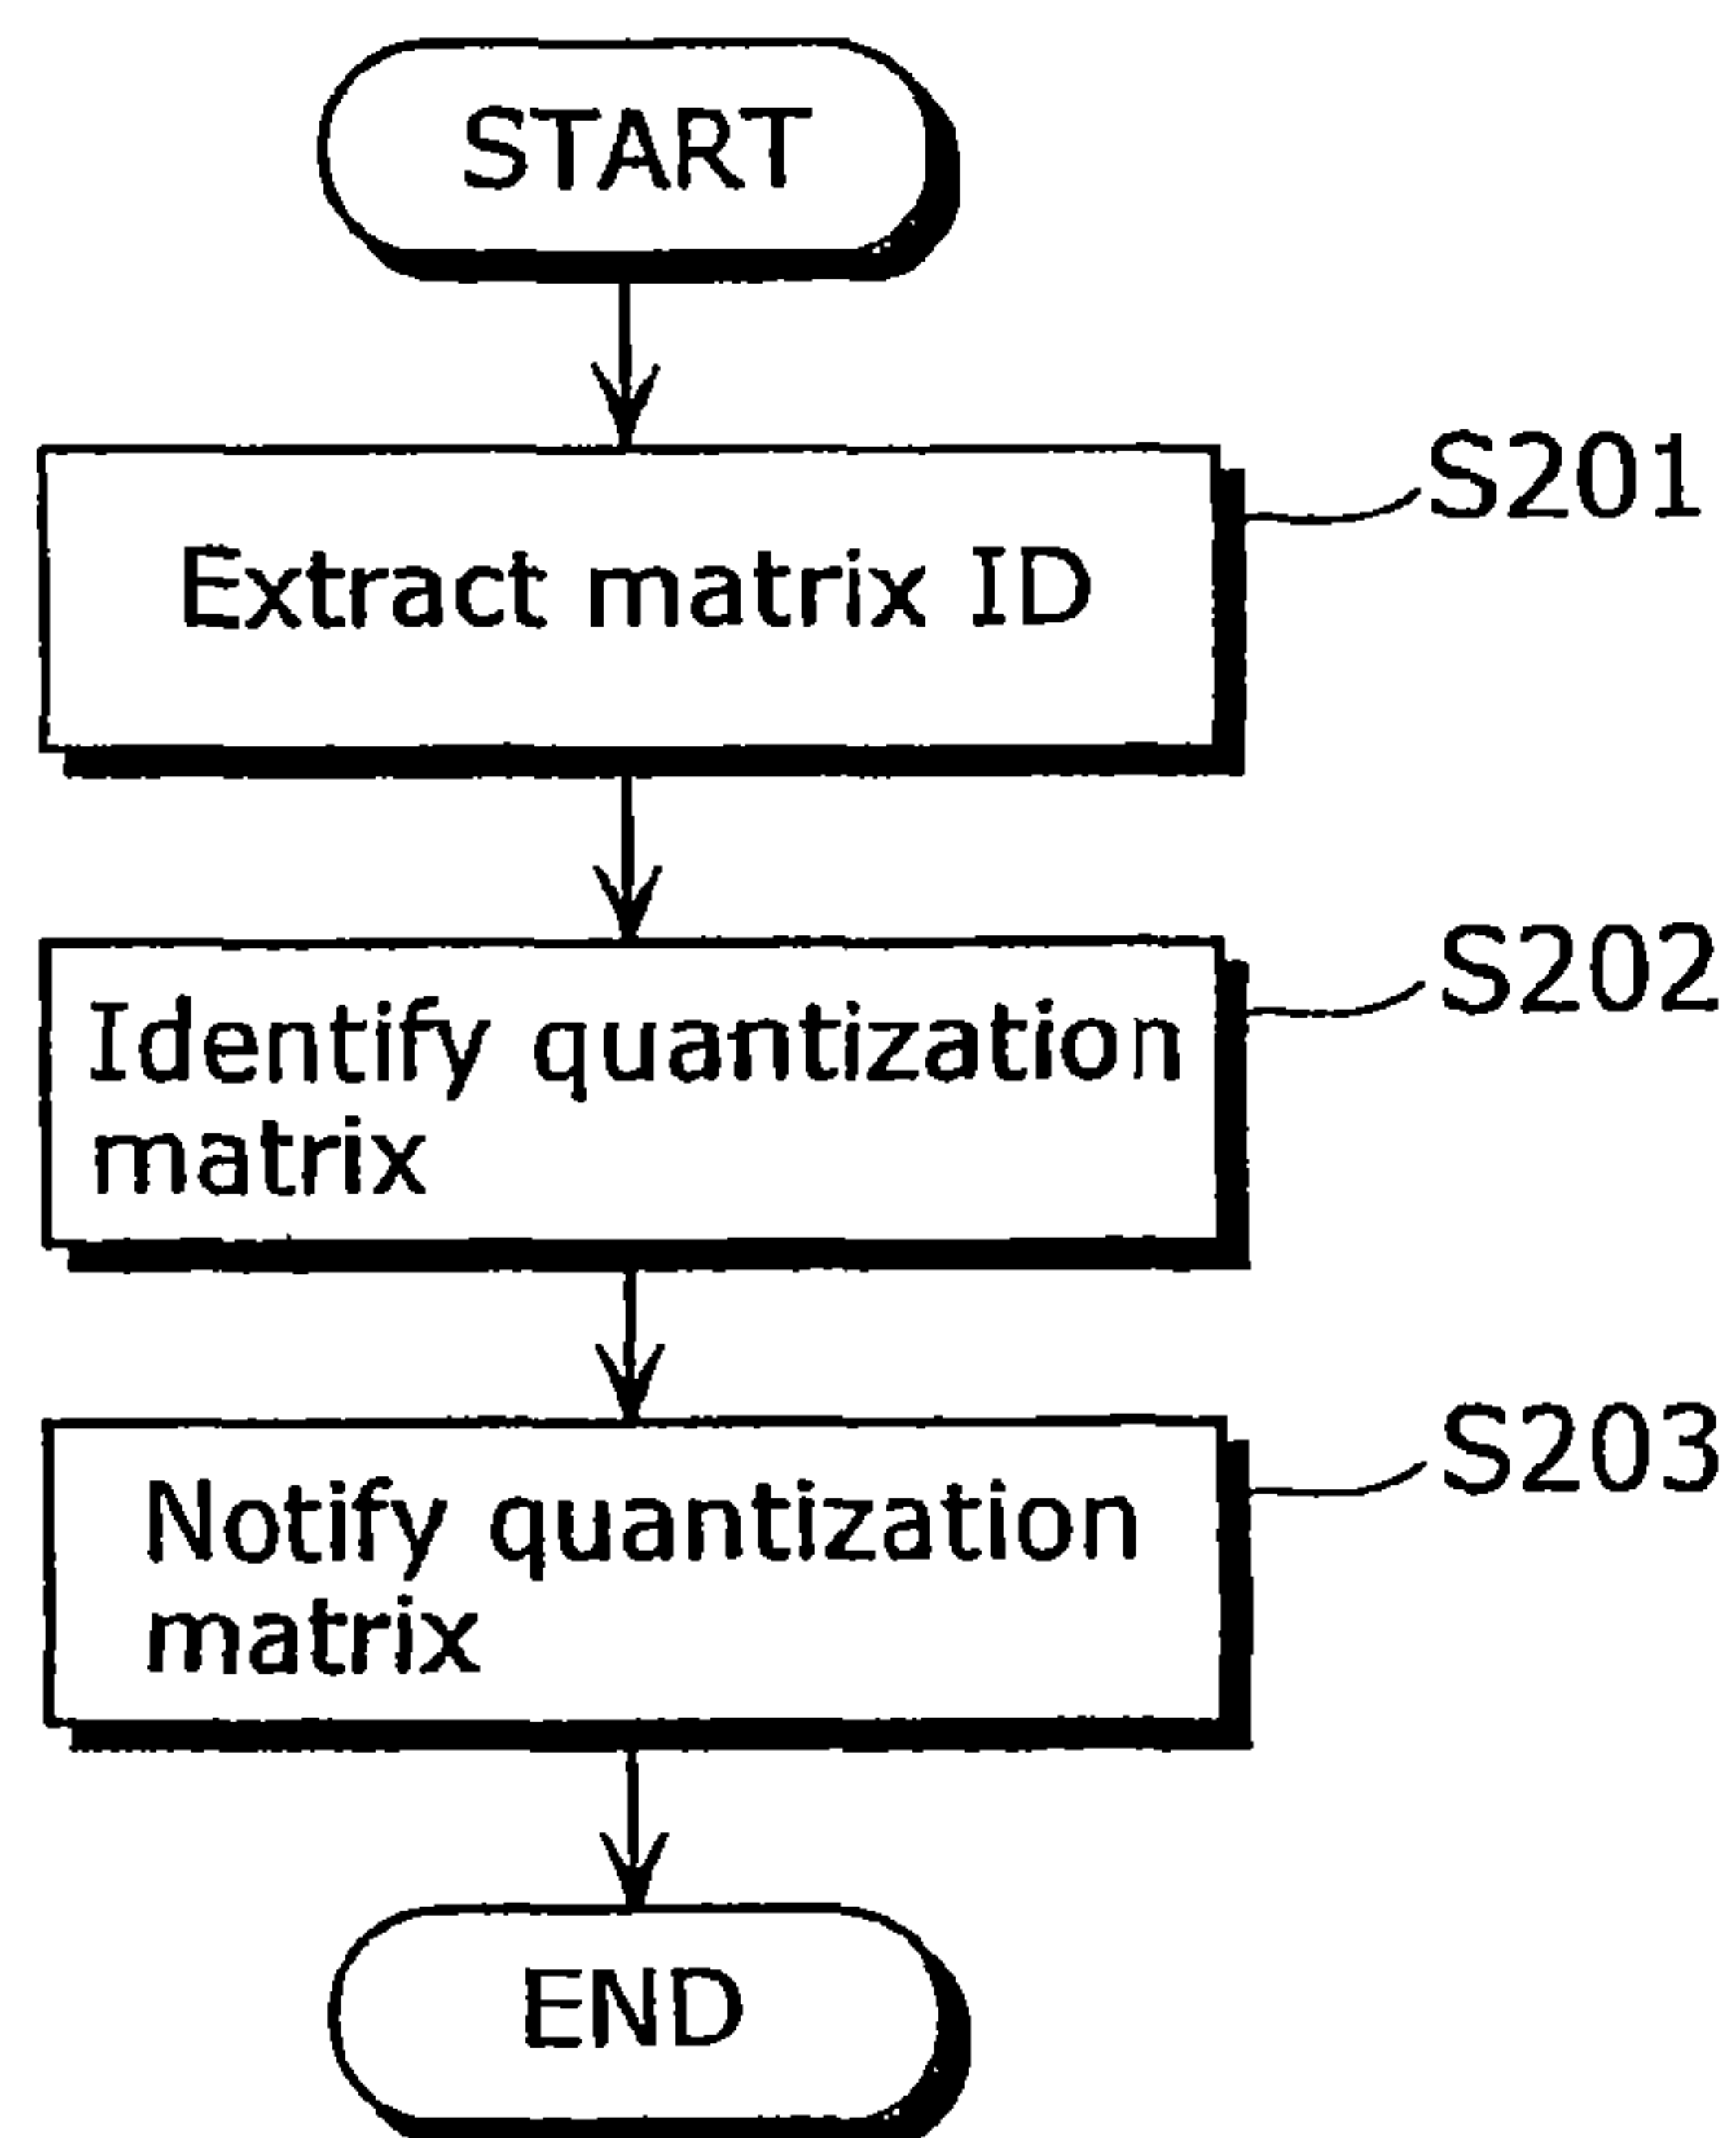 START
S201
Extract matrix ID
S202
Identify quantization
matrix
S203
Notify quantization
matrix
END